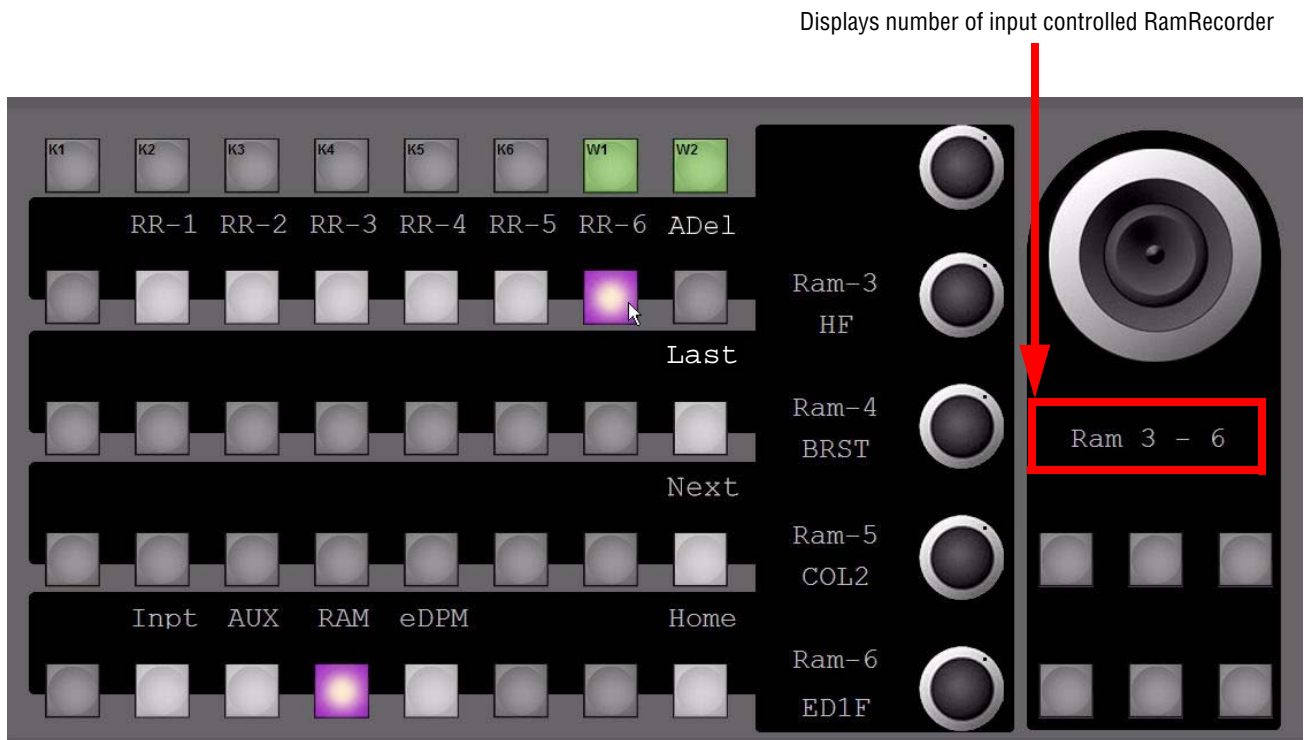 Displays number of input controlled RamRecorder
K1 K2 K3 K4 K5 K6 W1 W2
RR-1 RR-2 RR-3 RR-4 RR-5 RR-6 ADel
Ram-3
HF
Last
Ram-4
BRST
Ram 3 - 6
Next
Ram-5
COL2
Inpt AUX RAM eDPM Home
Ram-6
ED1F